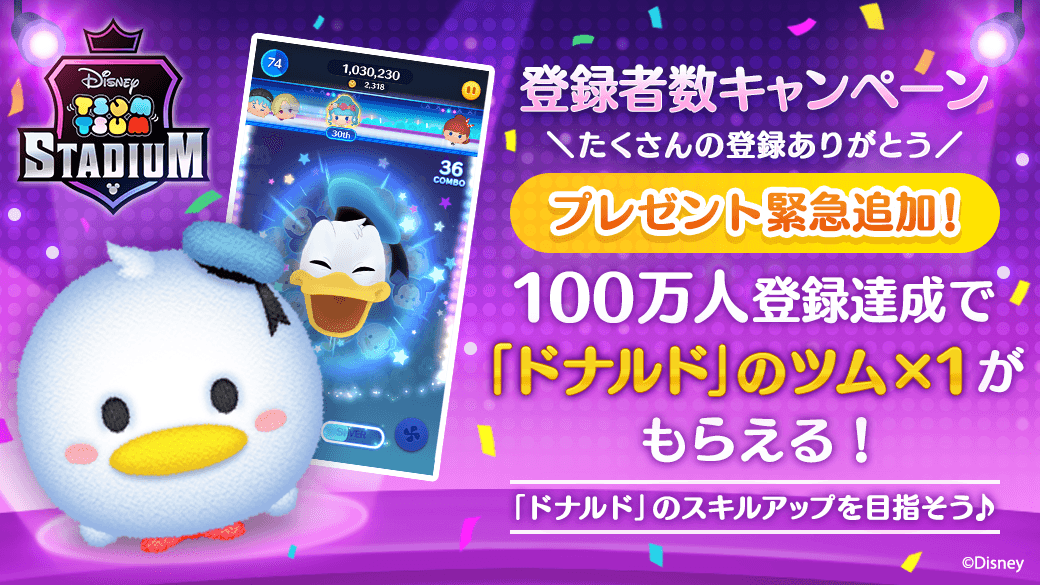 Disney
TSUM
TSUM
STADIUM
74
1,030,230
2,318
30th
36
COMBO
登録者数キャンペーン
＼たくさんの登録ありがとう／
プレゼント緊急追加！
100万人登録達成で
「ドナルド」のツム×1が
もらえる！
「ドナルド」のスキルアップを目指そう♪
©Disney